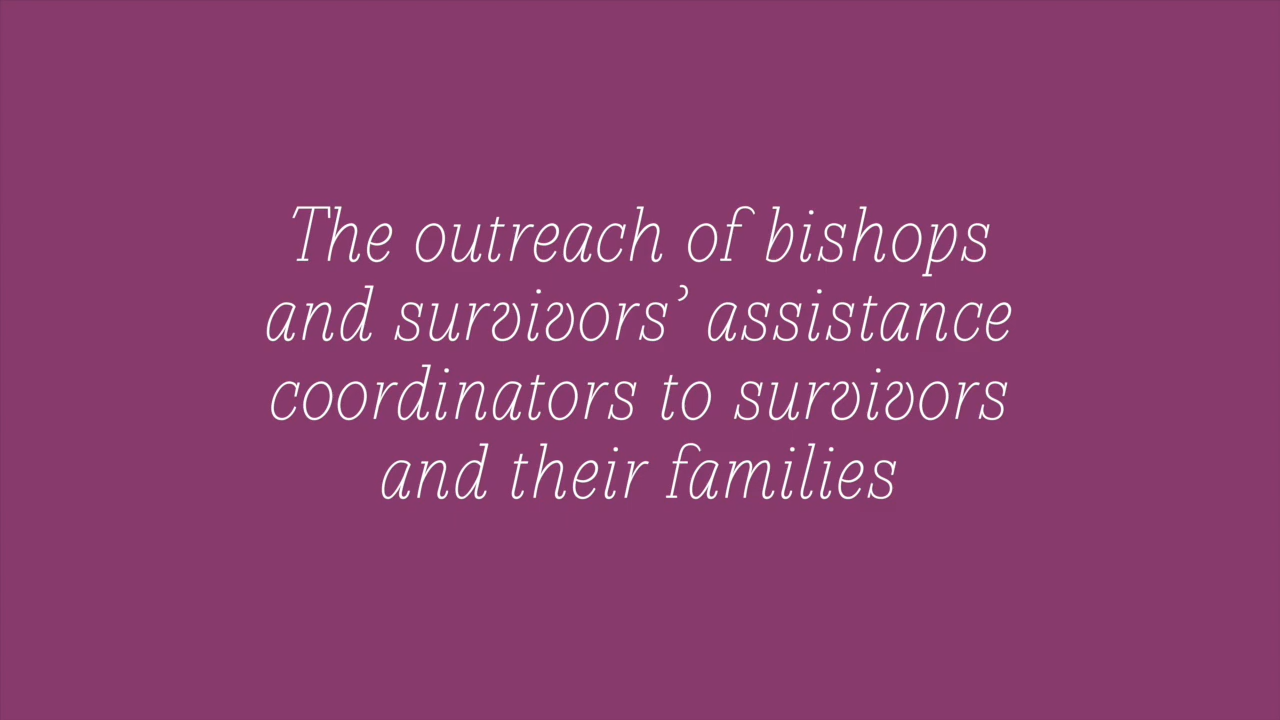 The outreach of bishops
and survivors’ assistance
coordinators to survivors
and their families